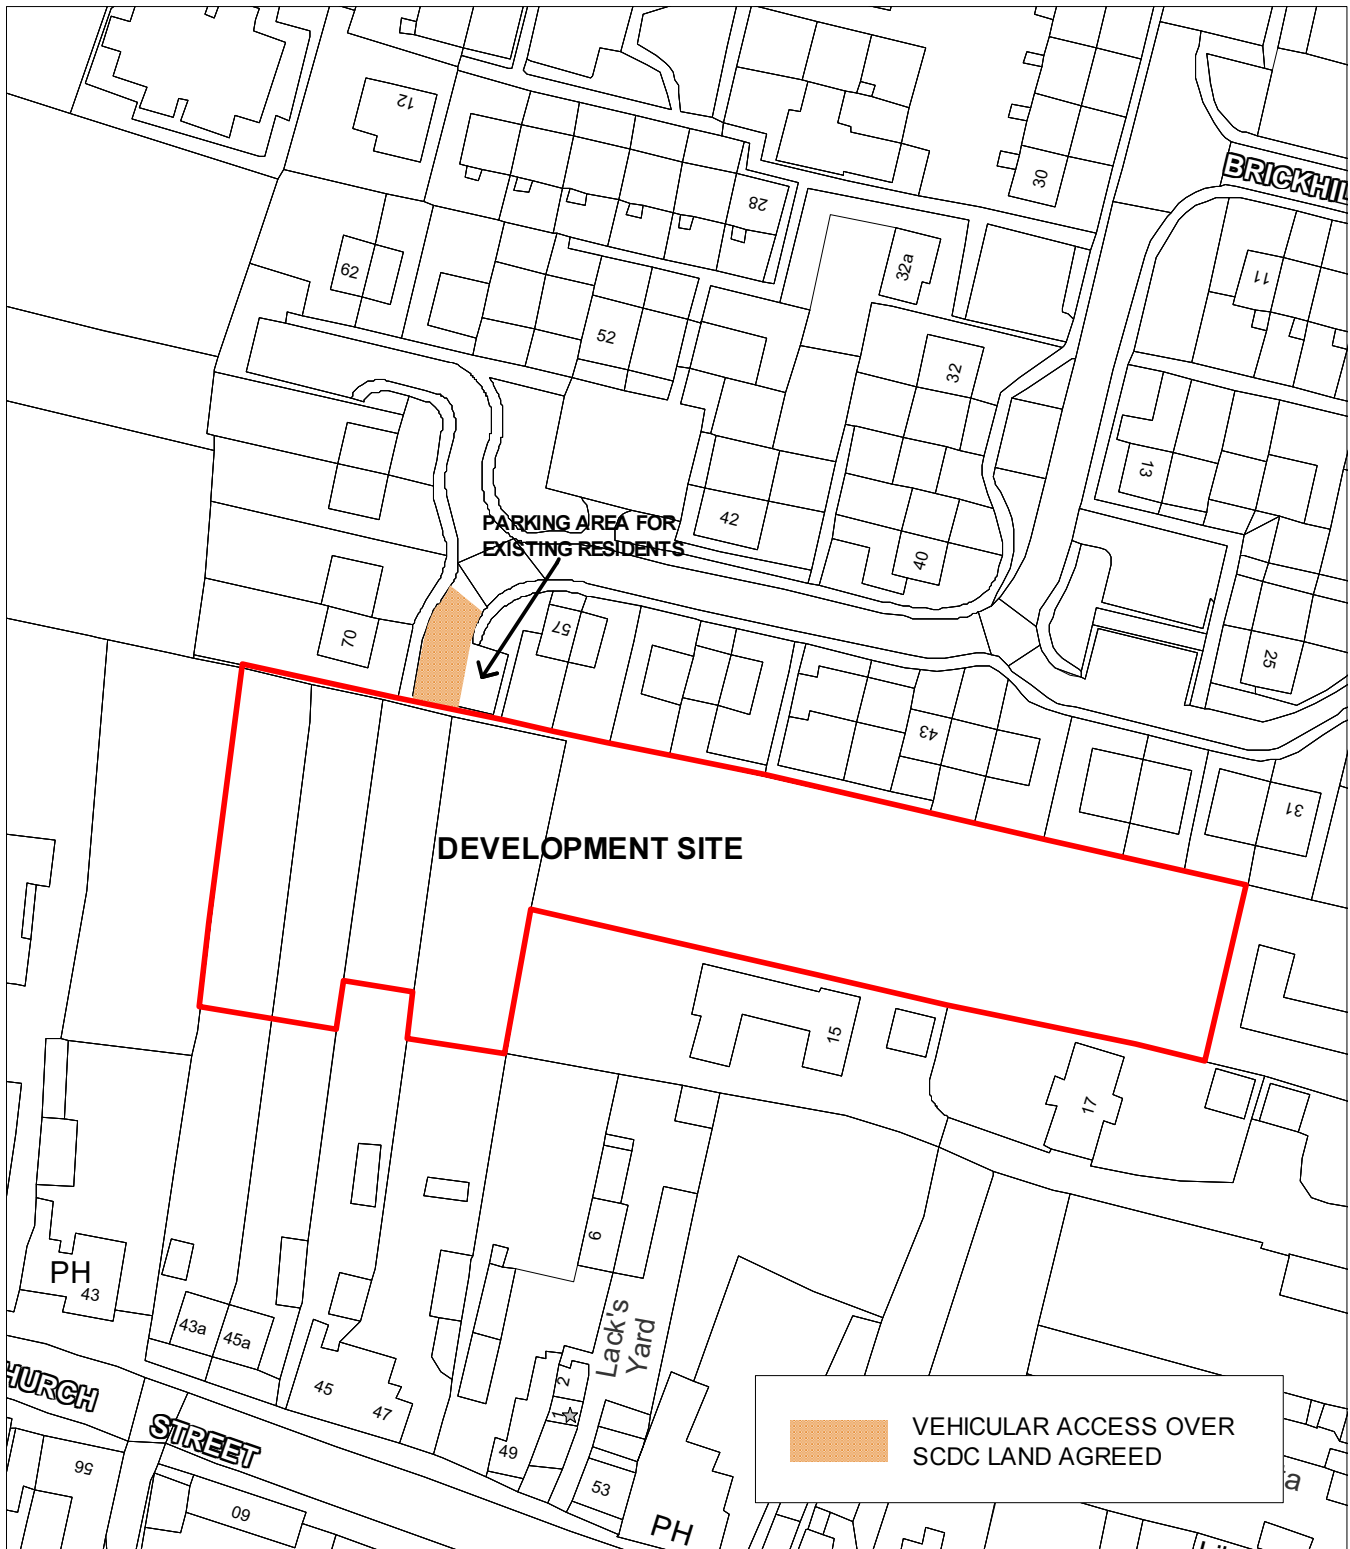 12
BRICKHIL
30
28
32a
11
62
52
32
13
42
PARKING AREA FOR
EXISTING RESIDENTS
40
57
70
25
43
31
DEVELOPMENT SITE
15
17
6
PH
43
43a
45a
Lack's
Yard
2
1
45
47
HURCH
STREET
49
53
56
60
PH
VEHICULAR ACCESS OVER
SCDC LAND AGREED
a